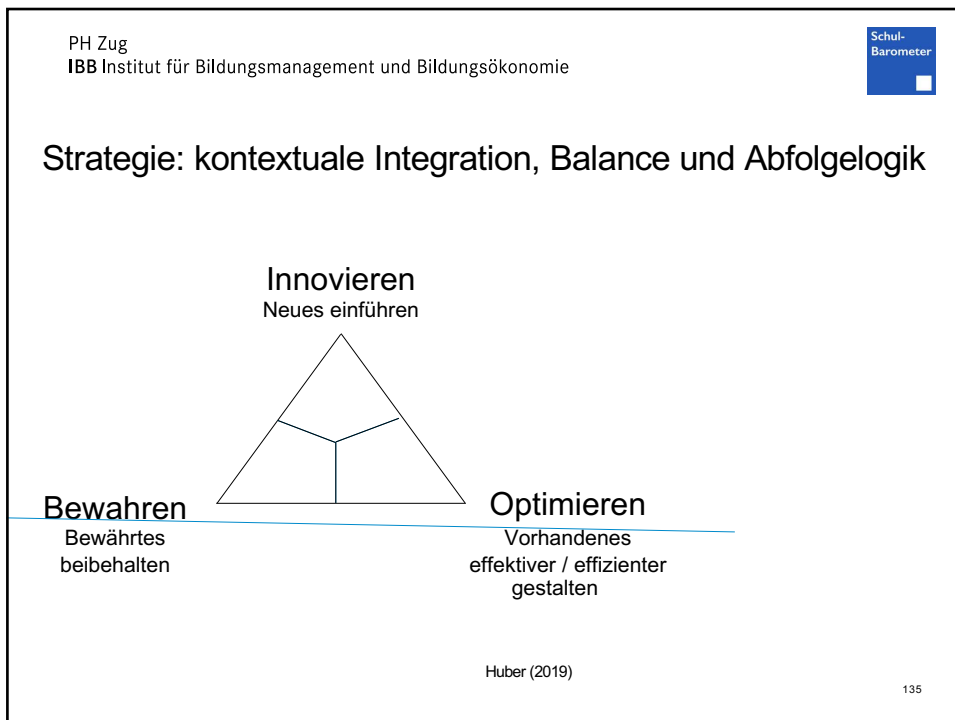 PH Zug
IBB Institut für Bildungsmanagement und Bildungsökonomie
Schul-
Barometer
Strategie: kontextuale Integration, Balance und Abfolgelogik
Innovieren
Neues einführen
Bewahren
Bewährtes
beibehalten
Optimieren
Vorhandenes
effektiver / effizienter
gestalten
Huber (2019)
135